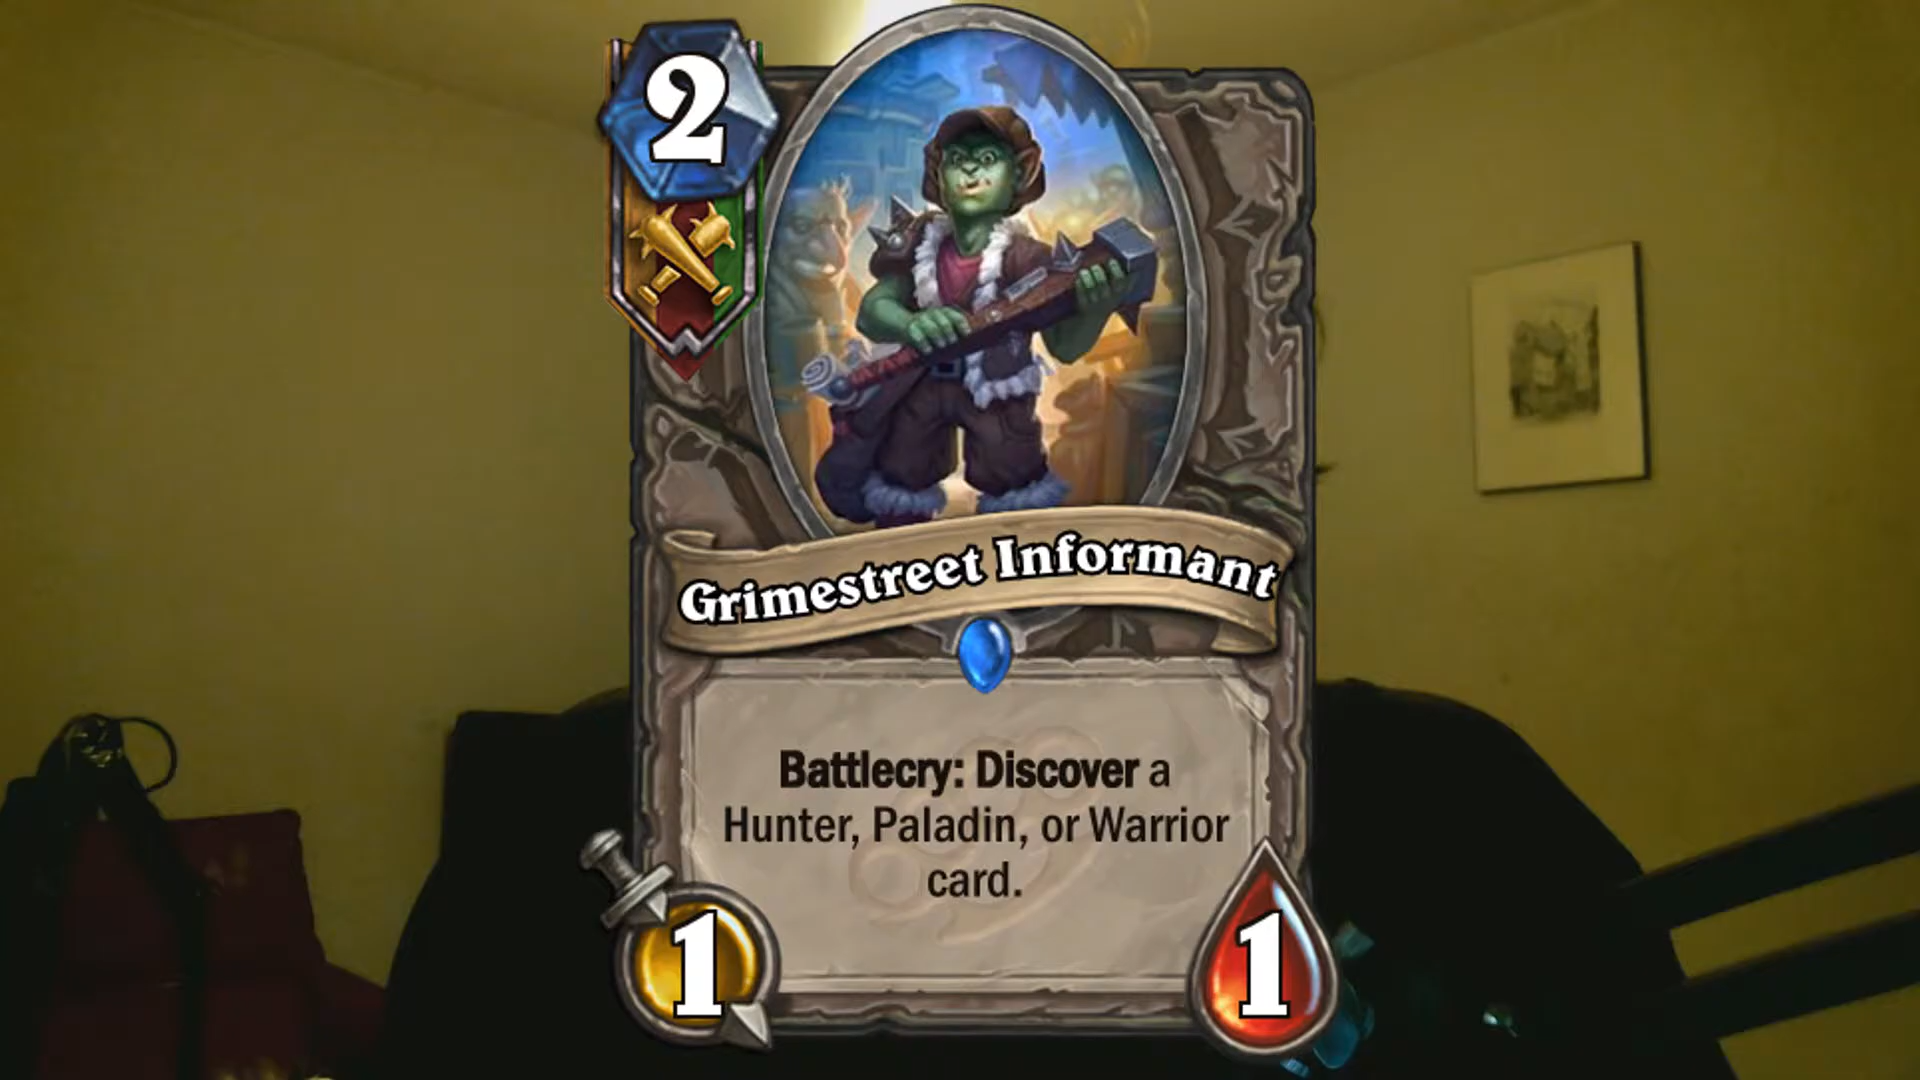 2
Grimestreet Informant
Battlecry: Discover a
Hunter, Paladin, or Warrior
card.
1 1